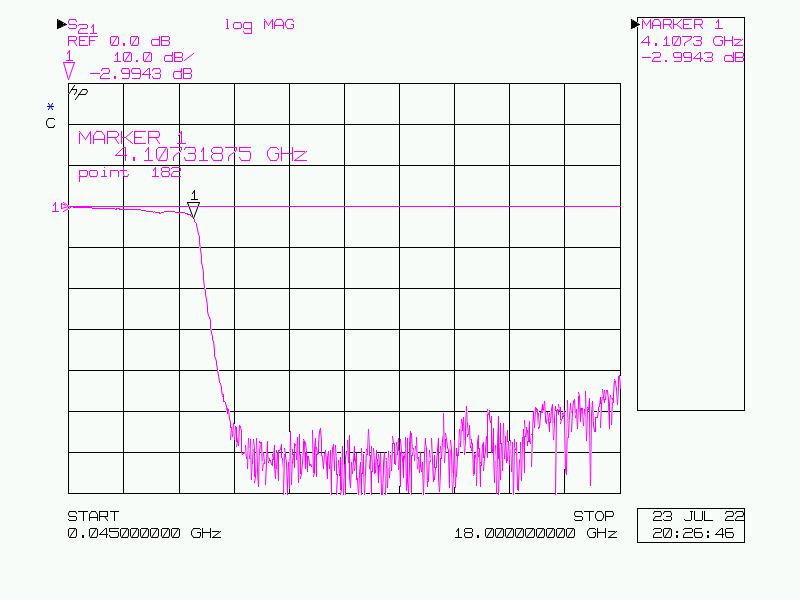 S21 log MAG
REF 0.0 dB
1 10.0 dB/
-2.9943 dB
MARKER 1
4.1073 GHz
-2.9943 dB
hp
*
C
MARKER 1
4.10731875 GHz
point 182
1
1
START
0.045000000 GHz
STOP
18.000000000 GHz
23 JUL 22
20:26:46